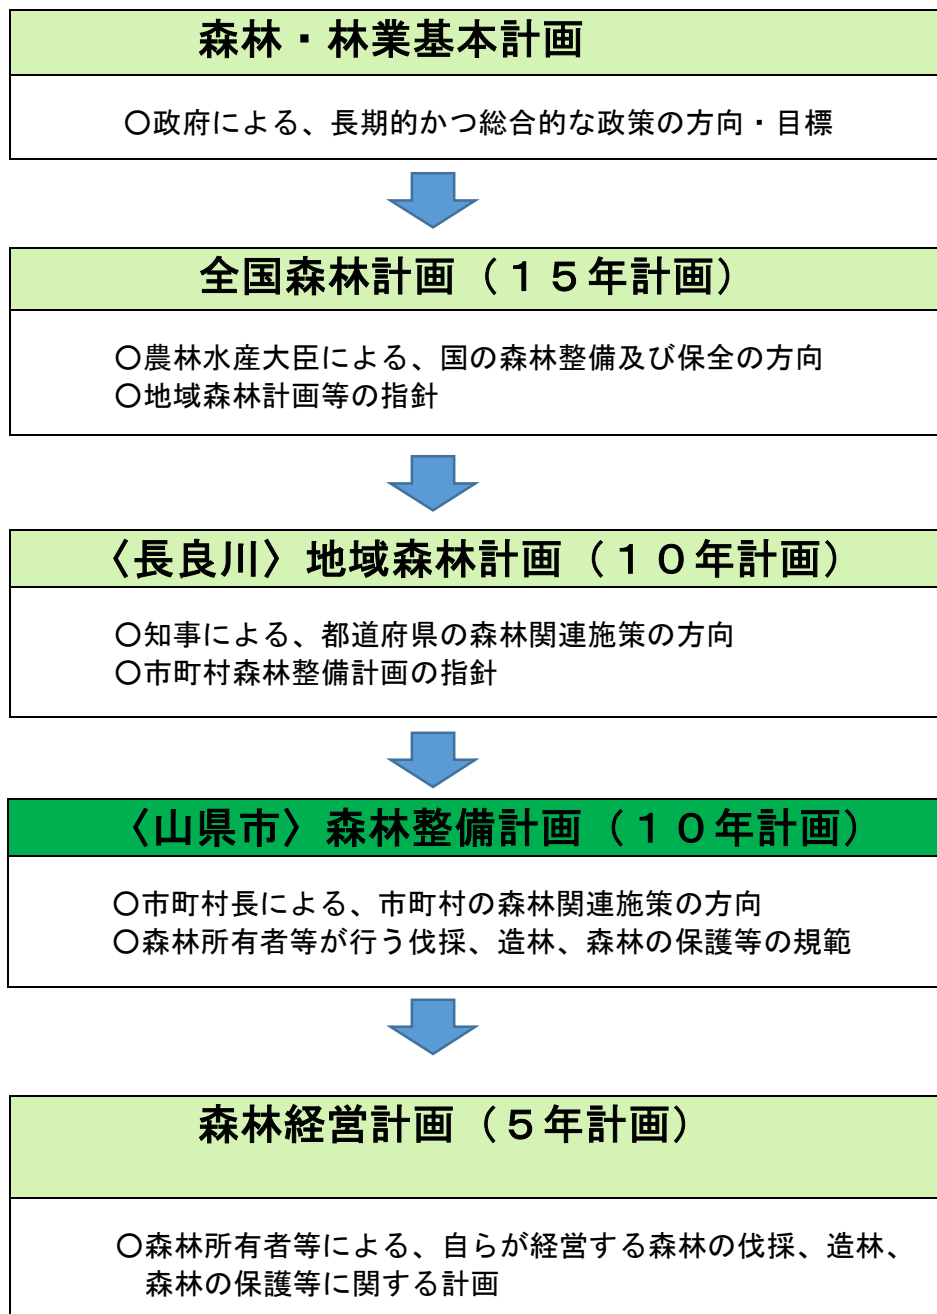 森林・林業基本計画
〇政府による、長期的かつ総合的な政策の方向・目標
全国森林計画（１５年計画）
〇農林水産大臣による、国の森林整備及び保全の方向
〇地域森林計画等の指針
〈長良川〉地域森林計画（１０年計画）
〇知事による、都道府県の森林関連施策の方向
〇市町村森林整備計画の指針
〈山県市〉森林整備計画（１０年計画）
〇市町村長による、市町村の森林関連施策の方向
〇森林所有者等が行う伐採、造林、森林の保護等の規範
森林経営計画（５年計画）
〇森林所有者等による、自らが経営する森林の伐採、造林、
森林の保護等に関する計画